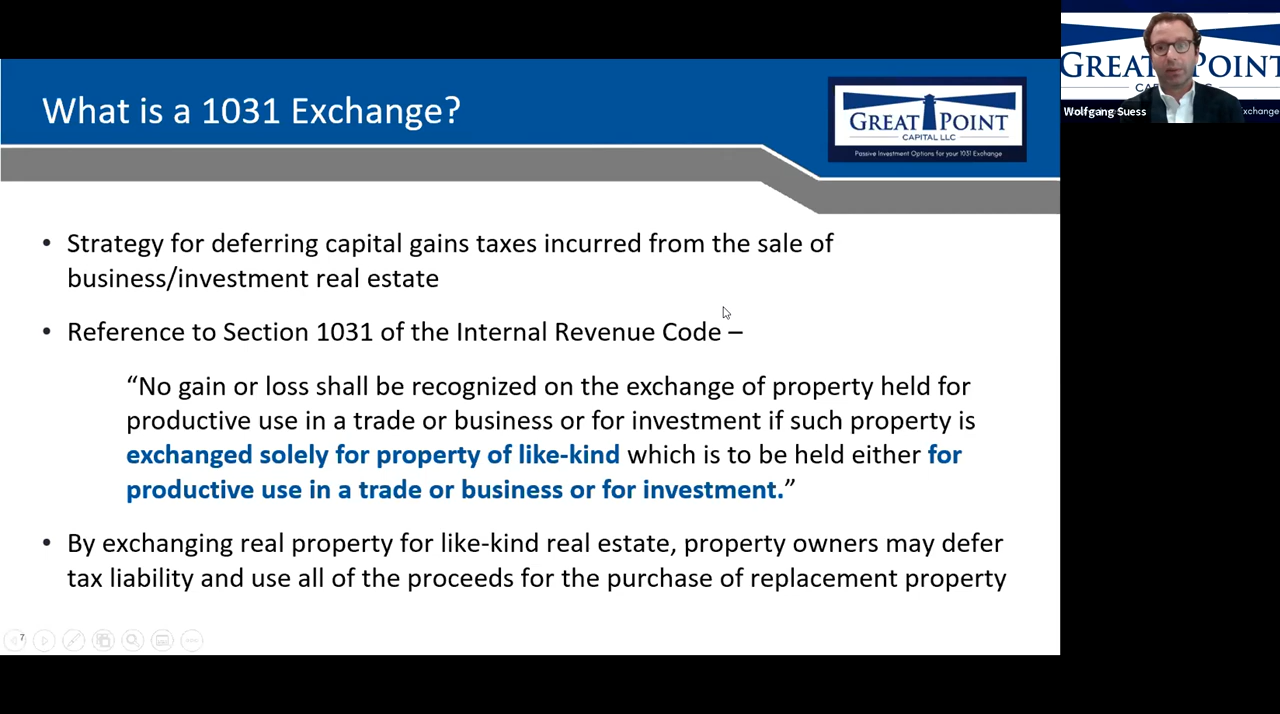 What is a 1031 Exchange?
GREAT POINT
CAPITAL LLC
Passive Investment Options for your 1031 Exchange
• Strategy for deferring capital gains taxes incurred from the sale of
business/investment real estate
• Reference to Section 1031 of the Internal Revenue Code –
“No gain or loss shall be recognized on the exchange of property held for
productive use in a trade or business or for investment if such property is
exchanged solely for property of like-kind which is to be held either for
productive use in a trade or business or for investment.”
• By exchanging real property for like-kind real estate, property owners may defer
tax liability and use all of the proceeds for the purchase of replacement property
7
GREAT POINT
Wolfgang Suess